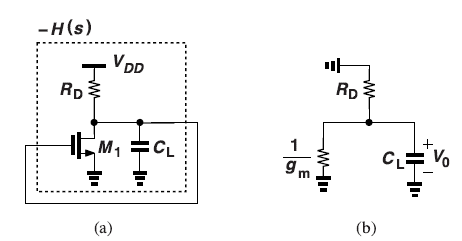 −H(s)
V_DD
R_D
M_1
C_L
(a)
R_D
1
g_m
C_L
+
V_0
−
(b)